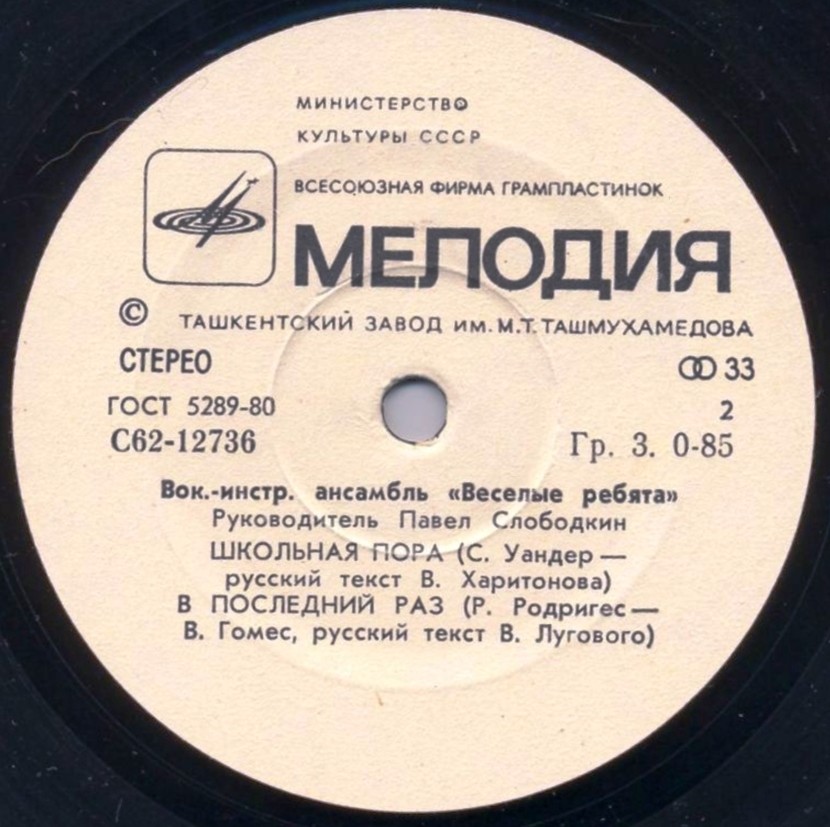 МИНИСТЕРСТВО
КУЛЬТУРЫ СССР
ВСЕСОЮЗНАЯ ФИРМА ГРАМПЛАСТИНОК
МЕЛОДИЯ
© ТАШКЕНТСКИЙ ЗАВОД ИМ. М.Т. ТАШМУХАМЕДОВА
СТЕРЕО 33
ГОСТ 5289-80 2
С62-12736 Гр. 3. 0-85
Вок.-инстр. ансамбль «Веселые ребята»
Руководитель Павел Слободкин
ШКОЛЬНАЯ ПОРА (С. Уандер —
русский текст В. Харитонова)
В ПОСЛЕДНИЙ РАЗ (Р. Родригес —
В. Гомес, русский текст В. Лугового)